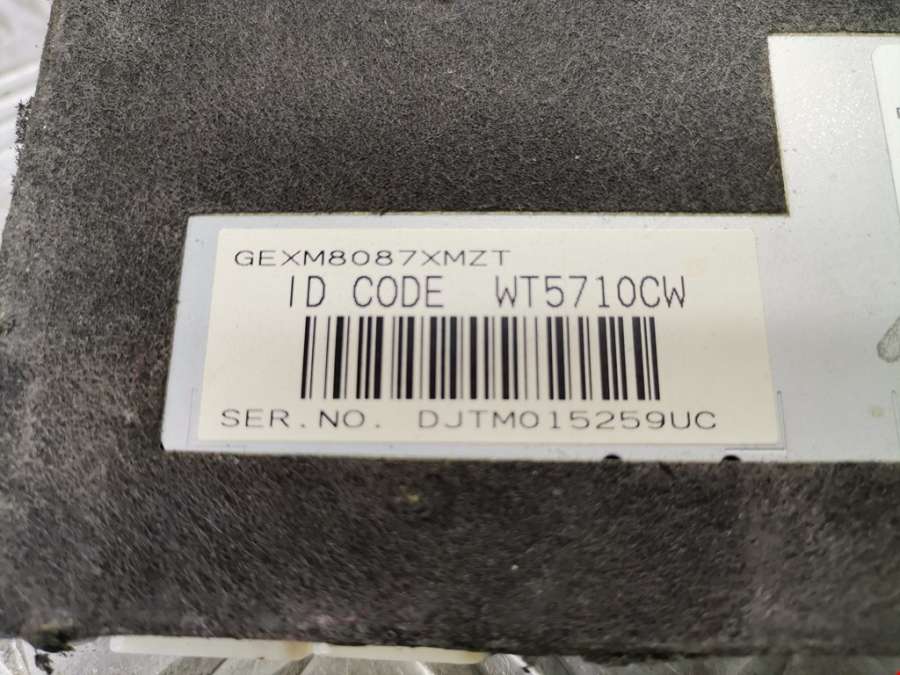 GEXM8087XMZT
ID CODE WT5710CW
SER.NO. DJTM015259UC